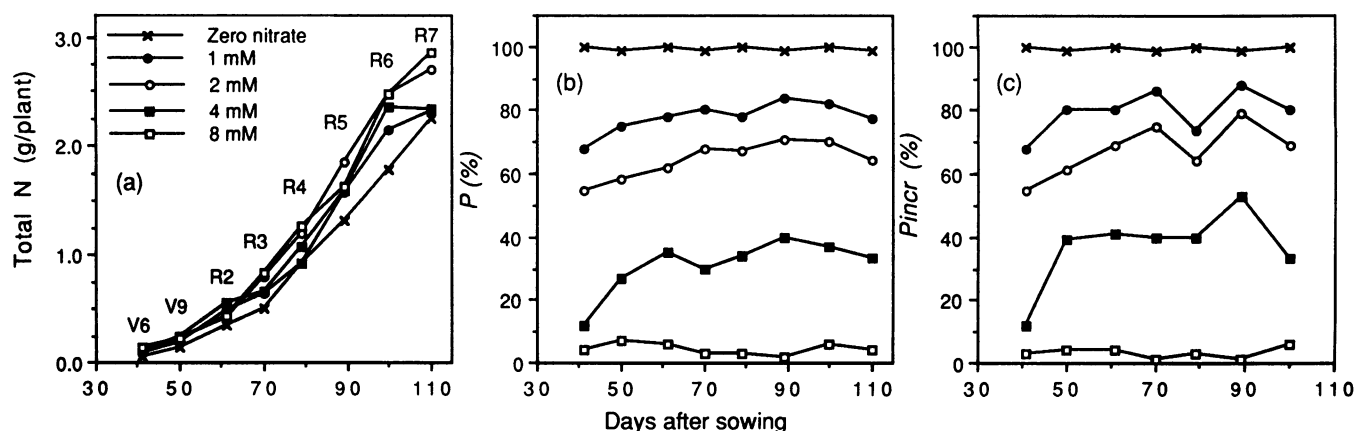 Total N (g/plant)
3.0
2.0
1.0
0.0
Zero nitrate
1 mM
2 mM
4 mM
8 mM
(a)
V6
V9
R2
R3
R4
R5
R6
R7
30 50 70 90 110
P (%)
100
80
60
40
20
0
(b)
30 50 70 90 110
Days after sowing
Pincr (%)
100
80
60
40
20
0
(c)
30 50 70 90 110